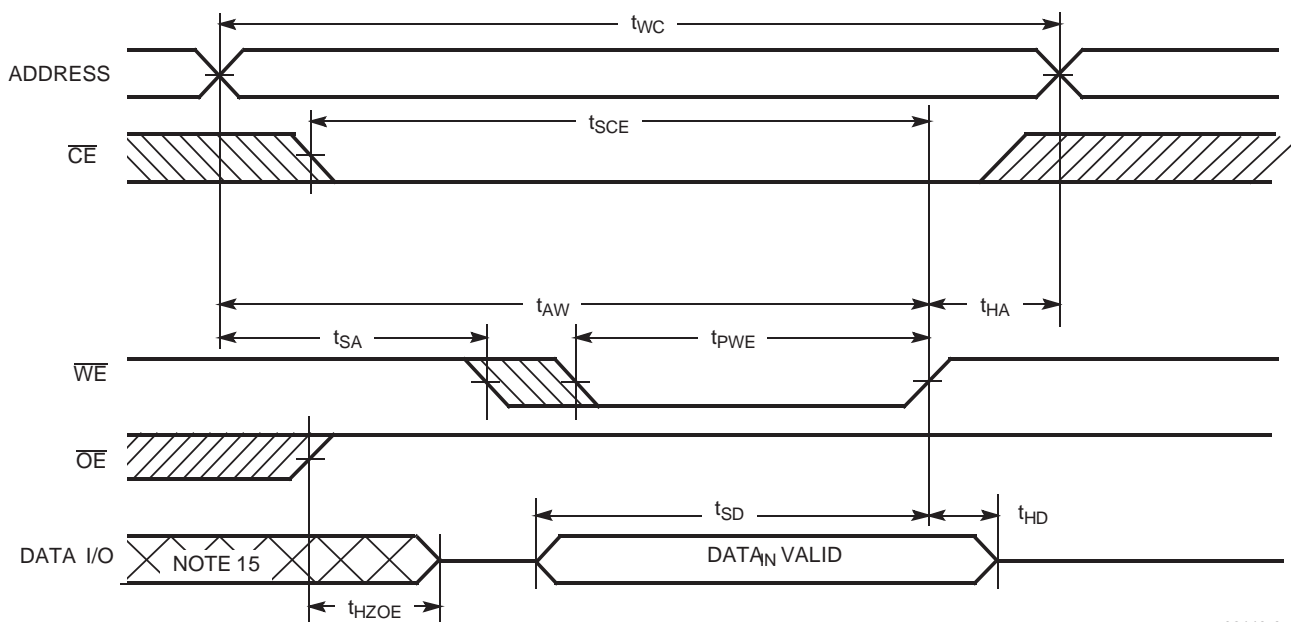 tWC
ADDRESS
tSCE
CE
tAW
tHA
tSA
tPWE
WE
OE
tSD
tHD
DATA I/O
NOTE 15
DATAIN VALID
tHZOE